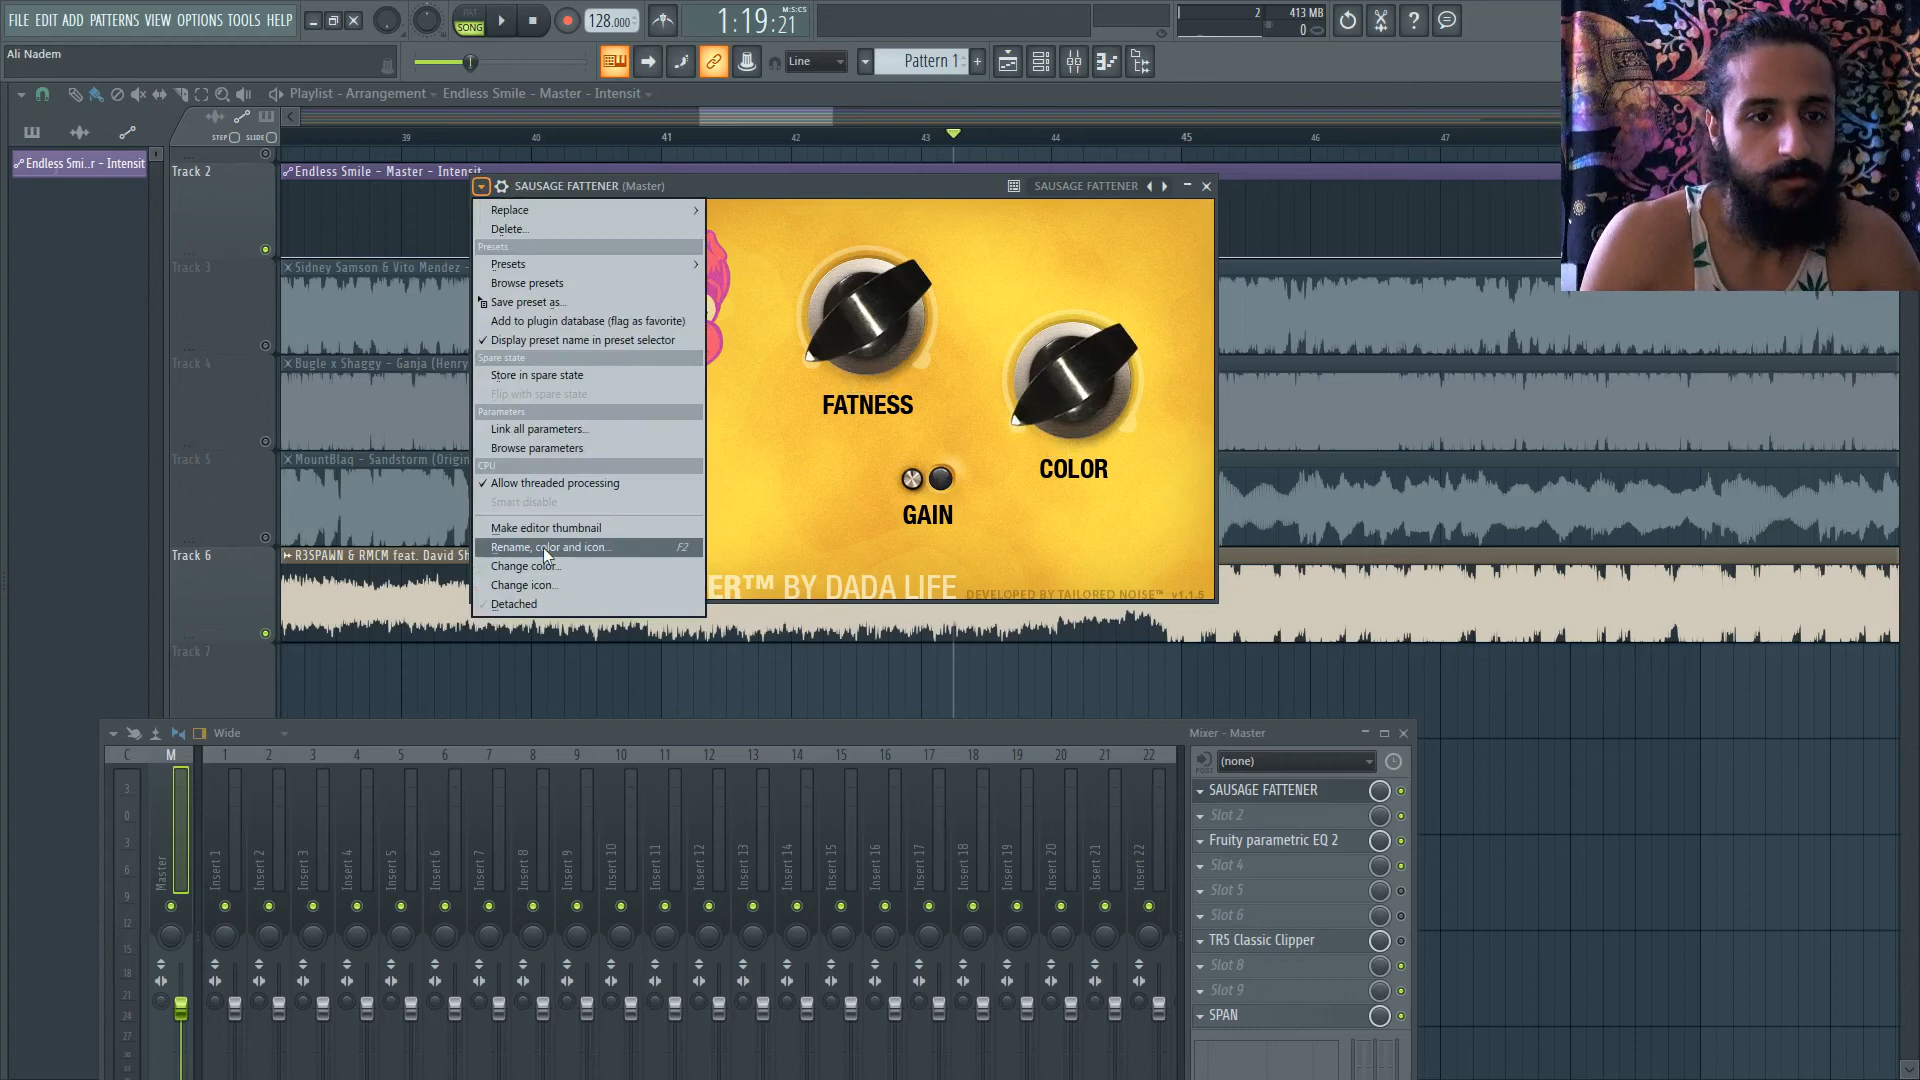 FILE EDIT ADD PATTERNS VIEW OPTIONS TOOLS HELP
PAT
SONG
128.000
1:19:21
M:S:CS
2
413 MB
0
Ali Nadem
Line
Pattern 1
Playlist - Arrangement
Endless Smile - Master - Intensit
STEP
SLIDE
39 40 41 42 43 44 45 46 47
Endless Smi..r - Intensit
Track 2
Endless Smile - Master - Intensit
Track 3
Sidney Samson & Vito Mendez -
Track 4
Bugle x Shaggy - Ganja (Henry
Track 5
MountBlaq - Sandstorm (Origin
Track 6
R3SPAWN & RMCM feat. David Sh
Track 7
SAUSAGE FATTENER (Master)
SAUSAGE FATTENER
Replace
Delete...
Presets
Presets
Browse presets
Save preset as...
Add to plugin database (flag as favorite)
Display preset name in preset selector
Spare state
Store in spare state
Flip with spare state
Parameters
Link all parameters...
Browse parameters
CPU
Allow threaded processing
Smart disable
Make editor thumbnail
Rename, color and icon... F2
Change color...
Change icon...
Detached
FATNESS
COLOR
GAIN
ER™ BY DADA LIFE
DEVELOPED BY TAILORED NOISE™ v1.1.5
Wide
Mixer - Master
C M 1 2 3 4 5 6 7 8 9 10 11 12 13 14 15 16 17 18 19 20 21 22
3
0
3
6
9
12
15
18
21
24
27
Master
Insert 1
Insert 2
Insert 3
Insert 4
Insert 5
Insert 6
Insert 7
Insert 8
Insert 9
Insert 10
Insert 11
Insert 12
Insert 13
Insert 14
Insert 15
Insert 16
Insert 17
Insert 18
Insert 19
Insert 20
Insert 21
Insert 22
POST
(none)
SAUSAGE FATTENER
Slot 2
Fruity parametric EQ 2
Slot 4
Slot 5
Slot 6
TR5 Classic Clipper
Slot 8
Slot 9
SPAN